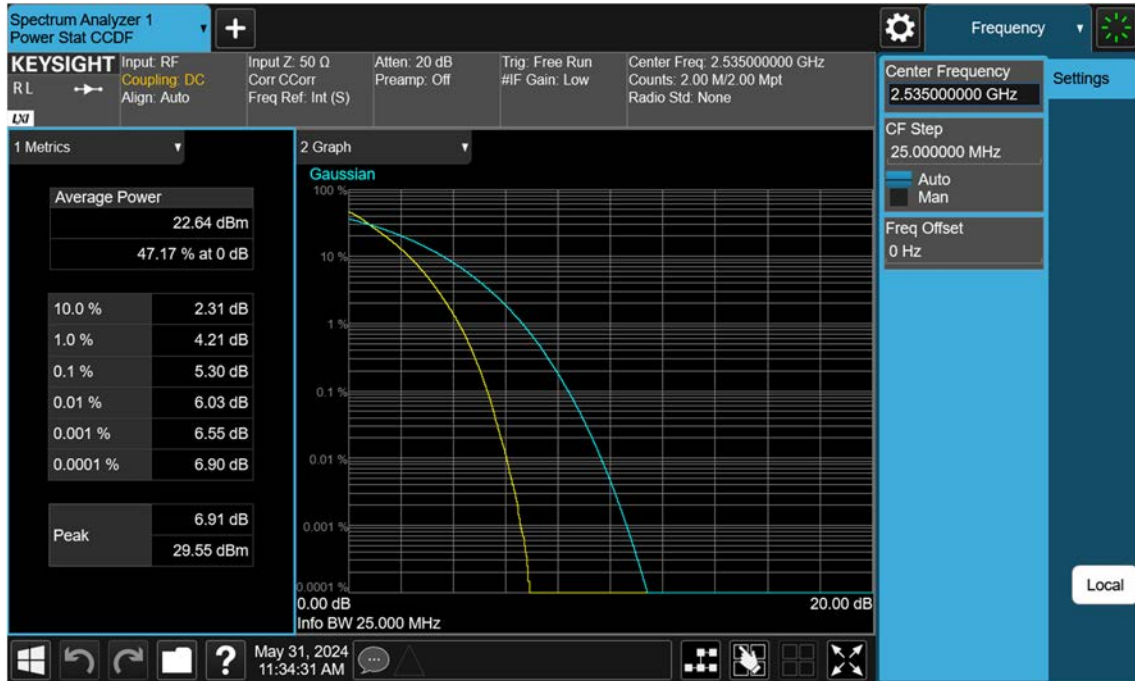 Spectrum Analyzer 1
Power Stat CCDF
Frequency
KEYSIGHT
RL
LXI
Input: RF
Coupling: DC
Align: Auto
Input Z: 50 Ω
Corr CCorr
Freq Ref: Int (S)
Atten: 20 dB
Preamp: Off
Trig: Free Run
#IF Gain: Low
Center Freq: 2.535000000 GHz
Counts: 2.00 M/2.00 Mpt
Radio Std: None
Center Frequency
2.535000000 GHz
Settings
CF Step
25.000000 MHz
Auto
Man
Freq Offset
0 Hz
Local
1 Metrics
Average Power
22.64 dBm
47.17 % at 0 dB
10.0 % 2.31 dB
1.0 % 4.21 dB
0.1 % 5.30 dB
0.01 % 6.03 dB
0.001 % 6.55 dB
0.0001 % 6.90 dB
Peak
6.91 dB
29.55 dBm
2 Graph
Gaussian
100 %
10 %
1 %
0.1 %
0.01 %
0.001 %
0.0001 %
0.00 dB 20.00 dB
Info BW 25.000 MHz
?
May 31, 2024
11:34:31 AM